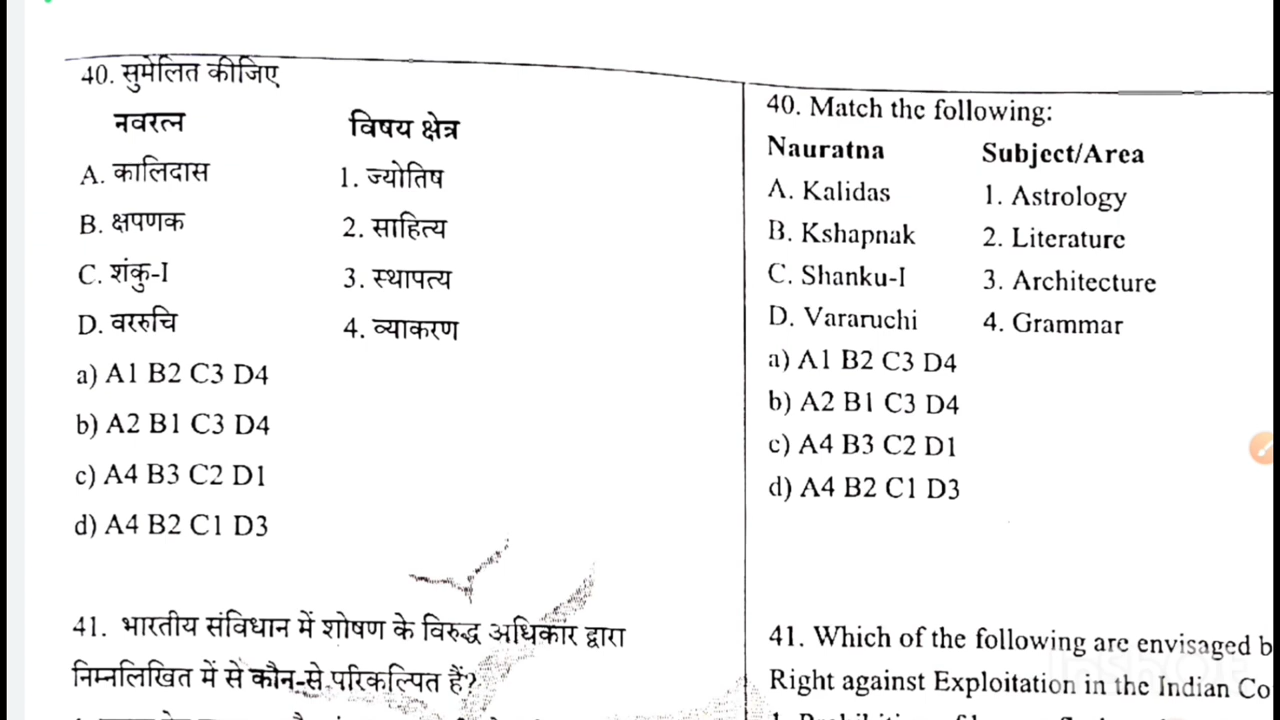 40. सुमेलित कीजिए
नवरत्न विषय क्षेत्र
A. कालिदास 1. ज्योतिष
B. क्षपणक 2. साहित्य
C. शंकु-I 3. स्थापत्य
D. वररुचि 4. व्याकरण
a) A1 B2 C3 D4
b) A2 B1 C3 D4
c) A4 B3 C2 D1
d) A4 B2 C1 D3
41. भारतीय संविधान में शोषण के विरुद्ध अधिकार द्वारा
निम्नलिखित में से कौन-से परिकल्पित हैं?
40. Match the following:
Nauratna Subject/Area
A. Kalidas 1. Astrology
B. Kshapnak 2. Literature
C. Shanku-I 3. Architecture
D. Vararuchi 4. Grammar
a) A1 B2 C3 D4
b) A2 B1 C3 D4
c) A4 B3 C2 D1
d) A4 B2 C1 D3
41. Which of the following are envisaged b
Right against Exploitation in the Indian Co